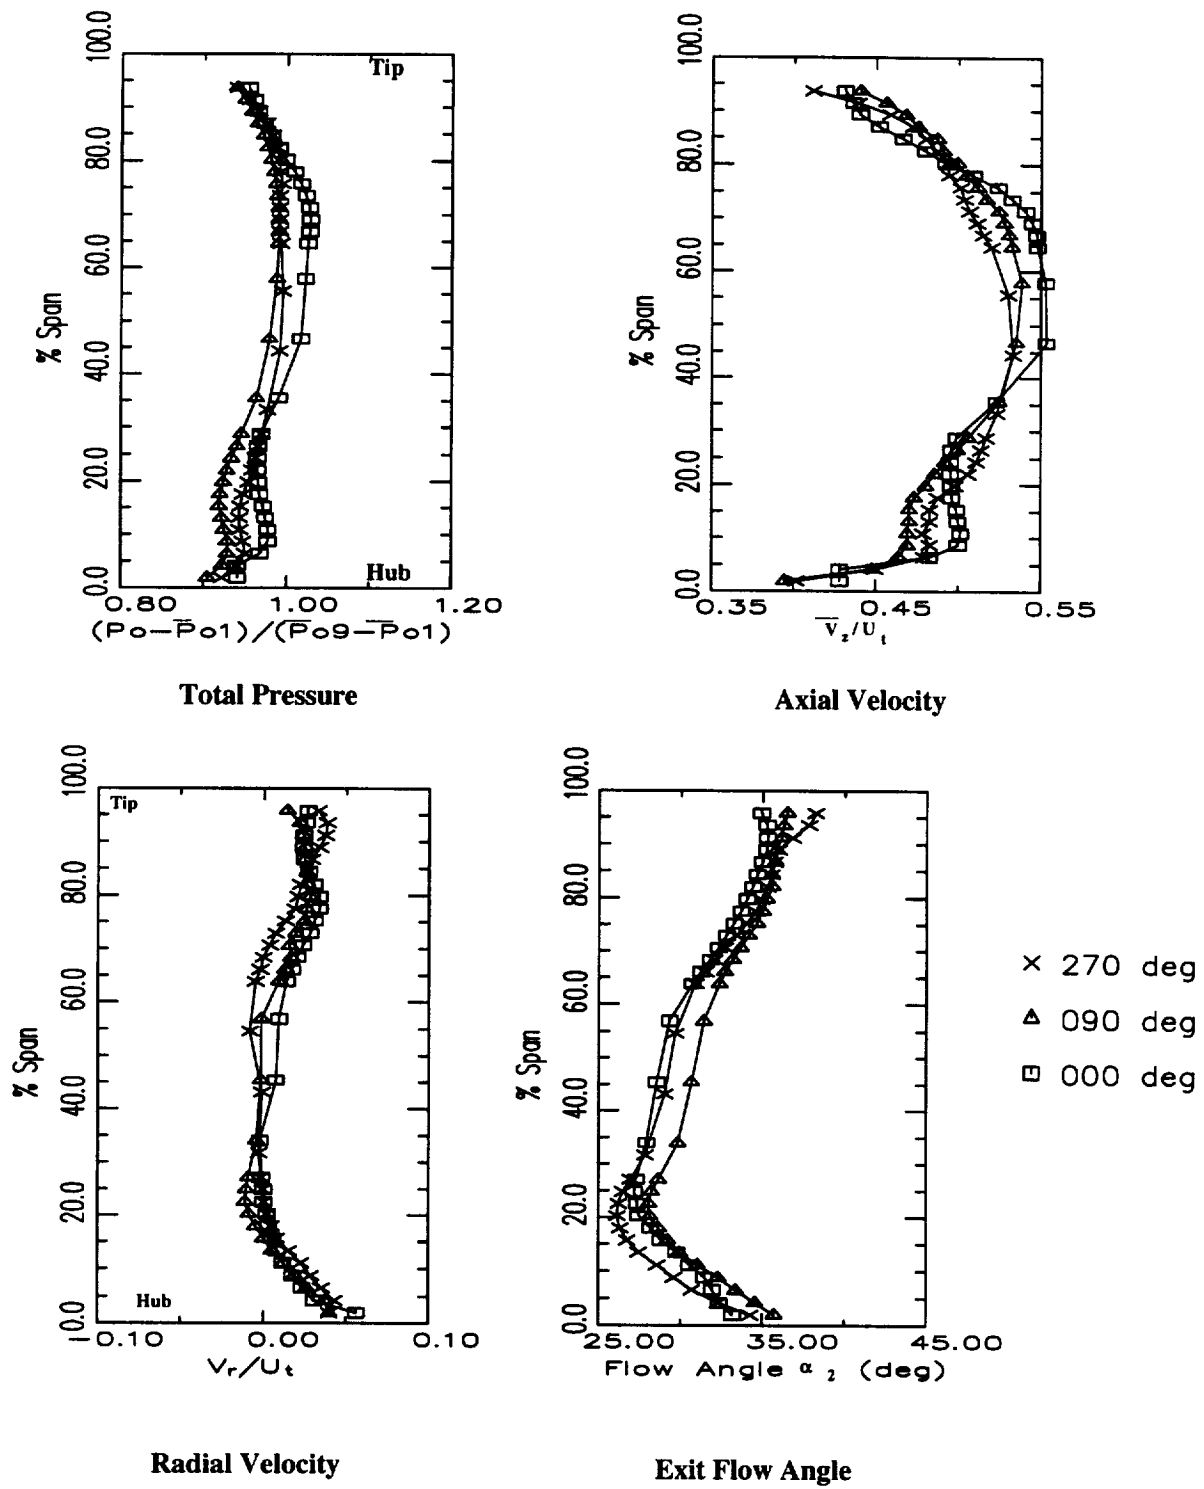 100.0
Tip
80.0
60.0
% Span
40.0
20.0
Hub
0.0
0.80 1.00 1.20
(Po-P̅o1)/(P̅o9-P̅o1)
Total Pressure
100.0
80.0
60.0
% Span
40.0
20.0
0.0
0.35 0.45 0.55
V̅z/Ut
Axial Velocity
100.0
Tip
80.0
60.0
% Span
40.0
20.0
Hub
0.0
-0.10 0.00 0.10
Vr/Ut
Radial Velocity
100.0
80.0
60.0
% Span
40.0
20.0
0.0
25.00 35.00 45.00
Flow Angle α2 (deg)
Exit Flow Angle
270 deg
090 deg
000 deg